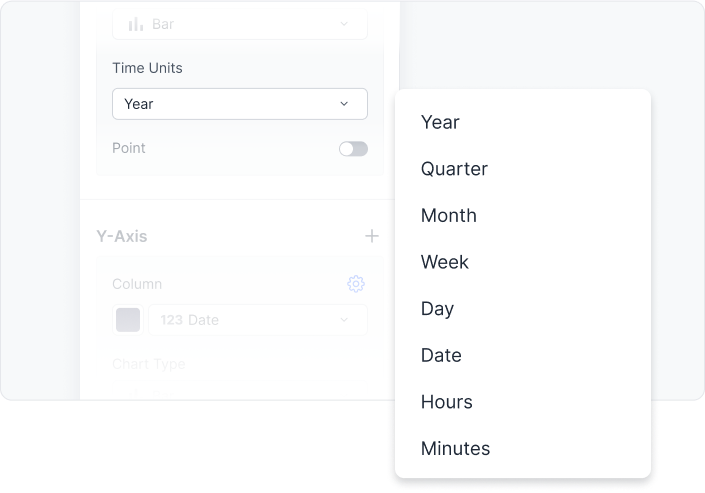 Bar
Time Units
Year
Point
Y-Axis
Column
123 Date
Chart Type
Year
Quarter
Month
Week
Day
Date
Hours
Minutes